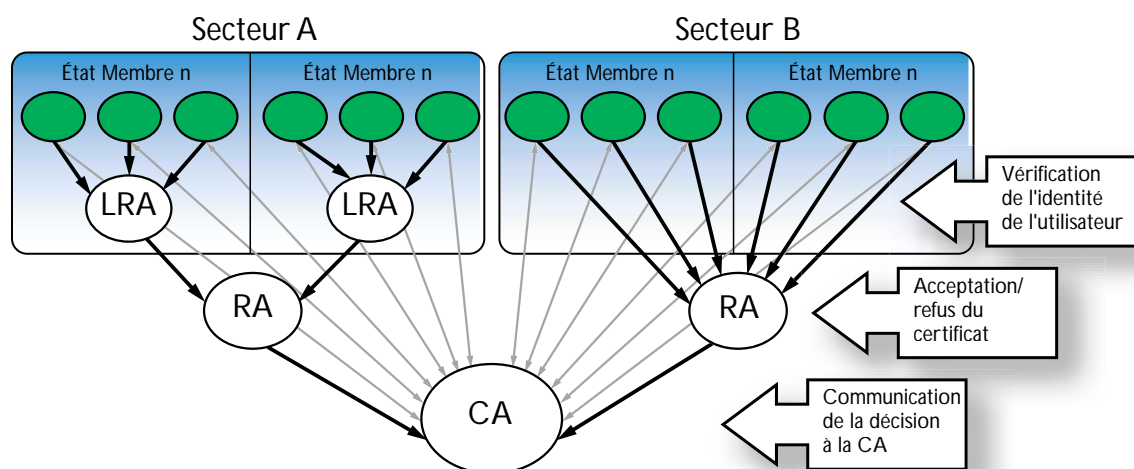 Secteur A
Secteur B
État Membre n
État Membre n
État Membre n
État Membre n
LRA
LRA
Vérification
de l'identité
de l'utilisateur
RA
RA
Acceptation/
refus du
certificat
CA
Communication
de la décision
à la CA